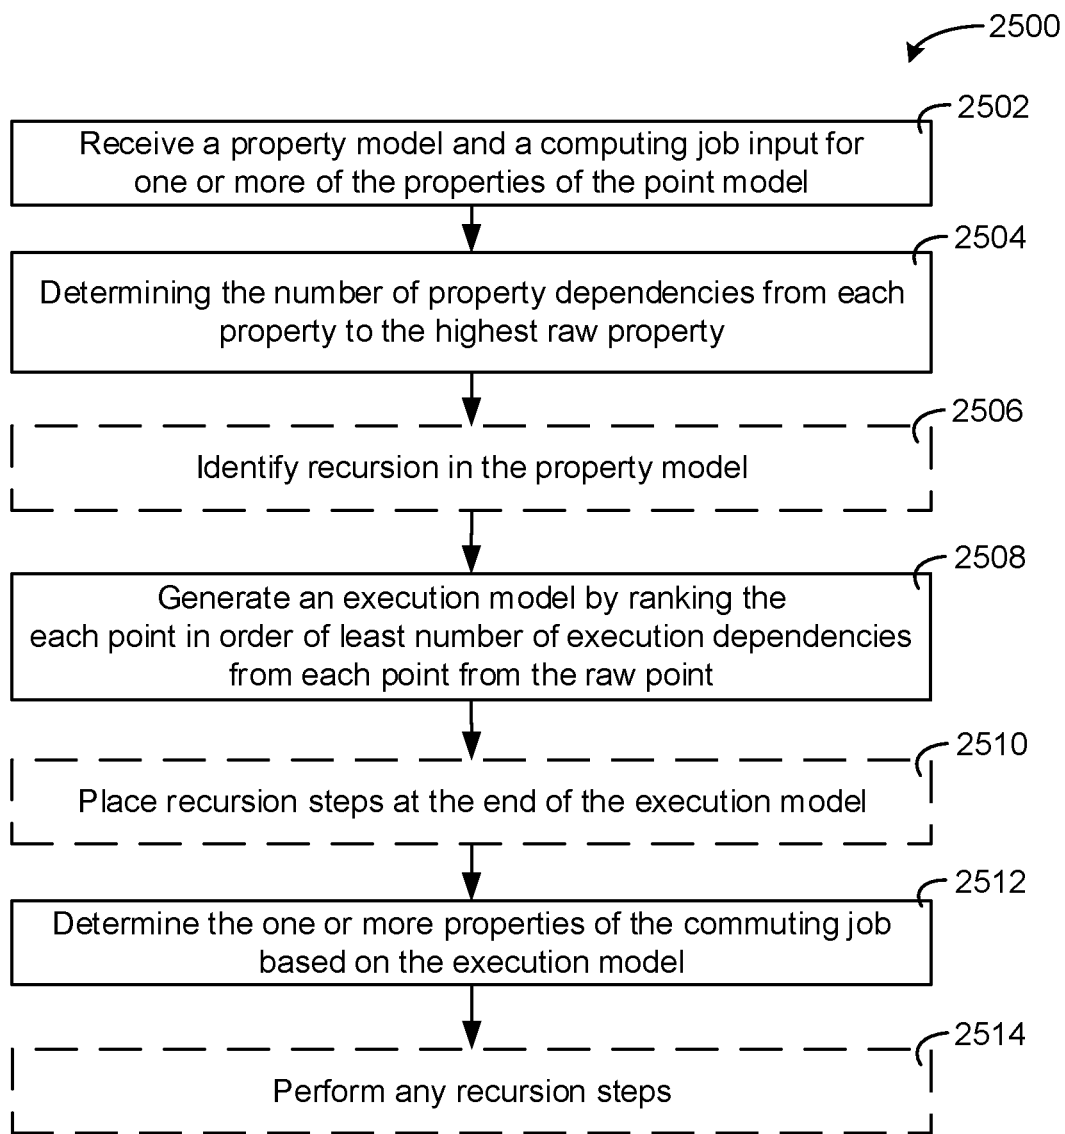 2500
2502
Receive a property model and a computing job input for
one or more of the properties of the point model
2504
Determining the number of property dependencies from each
property to the highest raw property
2506
Identify recursion in the property model
2508
Generate an execution model by ranking the
each point in order of least number of execution dependencies
from each point from the raw point
2510
Place recursion steps at the end of the execution model
2512
Determine the one or more properties of the commuting job
based on the execution model
2514
Perform any recursion steps